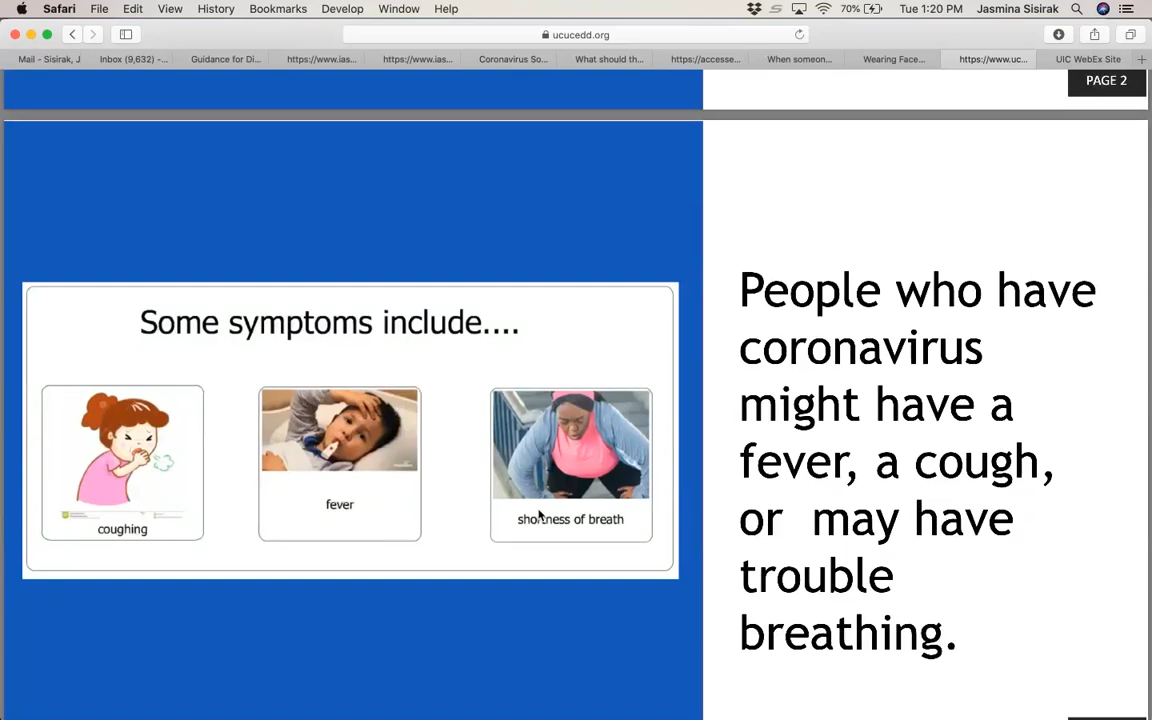 Safari File Edit View History Bookmarks Develop Window Help 70% Tue 1:20 PM Jasmina Sisirak
ucucedd.org
Mail - Sisirak, J Inbox (9,632) -... Guidance for Di... https://www.ias... https://www.ias... Coronavirus So... What should th... https://accesse... When someon... Wearing Face... https://www.uc... UIC WebEx Site
PAGE 2
Some symptoms include....
coughing
fever
shortness of breath
People who have
coronavirus
might have a
fever, a cough,
or may have
trouble
breathing.